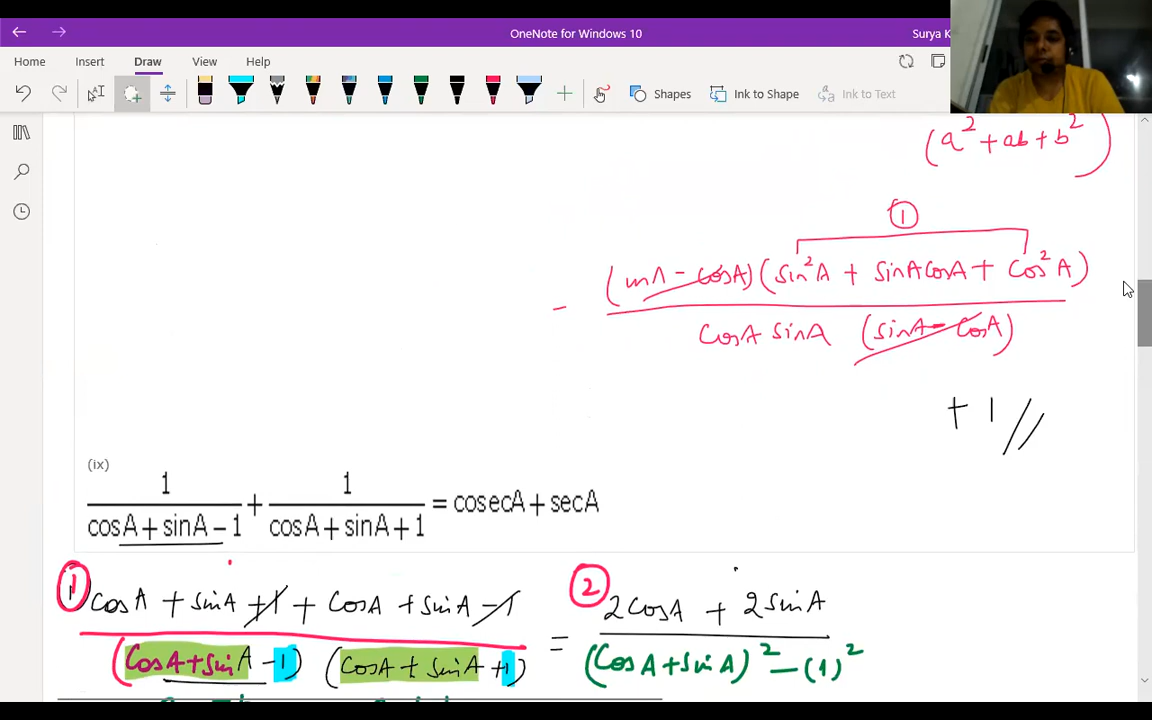 OneNote for Windows 10
Surya K
Home Insert Draw View Help
Shapes Ink to Shape Ink to Text
(a² + ab + b²)
①
= (sinA - cosA)(sin²A + sinAcosA + cos²A)
cosA sinA (sinA - cosA)
+ 1 //
(ix)
1/(cosA + sinA - 1) + 1/(cosA + sinA + 1) = cosecA + secA
① cosA + sinA + 1 + cosA + sinA - 1 ② 2cosA + 2sinA
(cosA + sinA - 1) (cosA + sinA + 1) = (cosA + sinA)² - (1)²